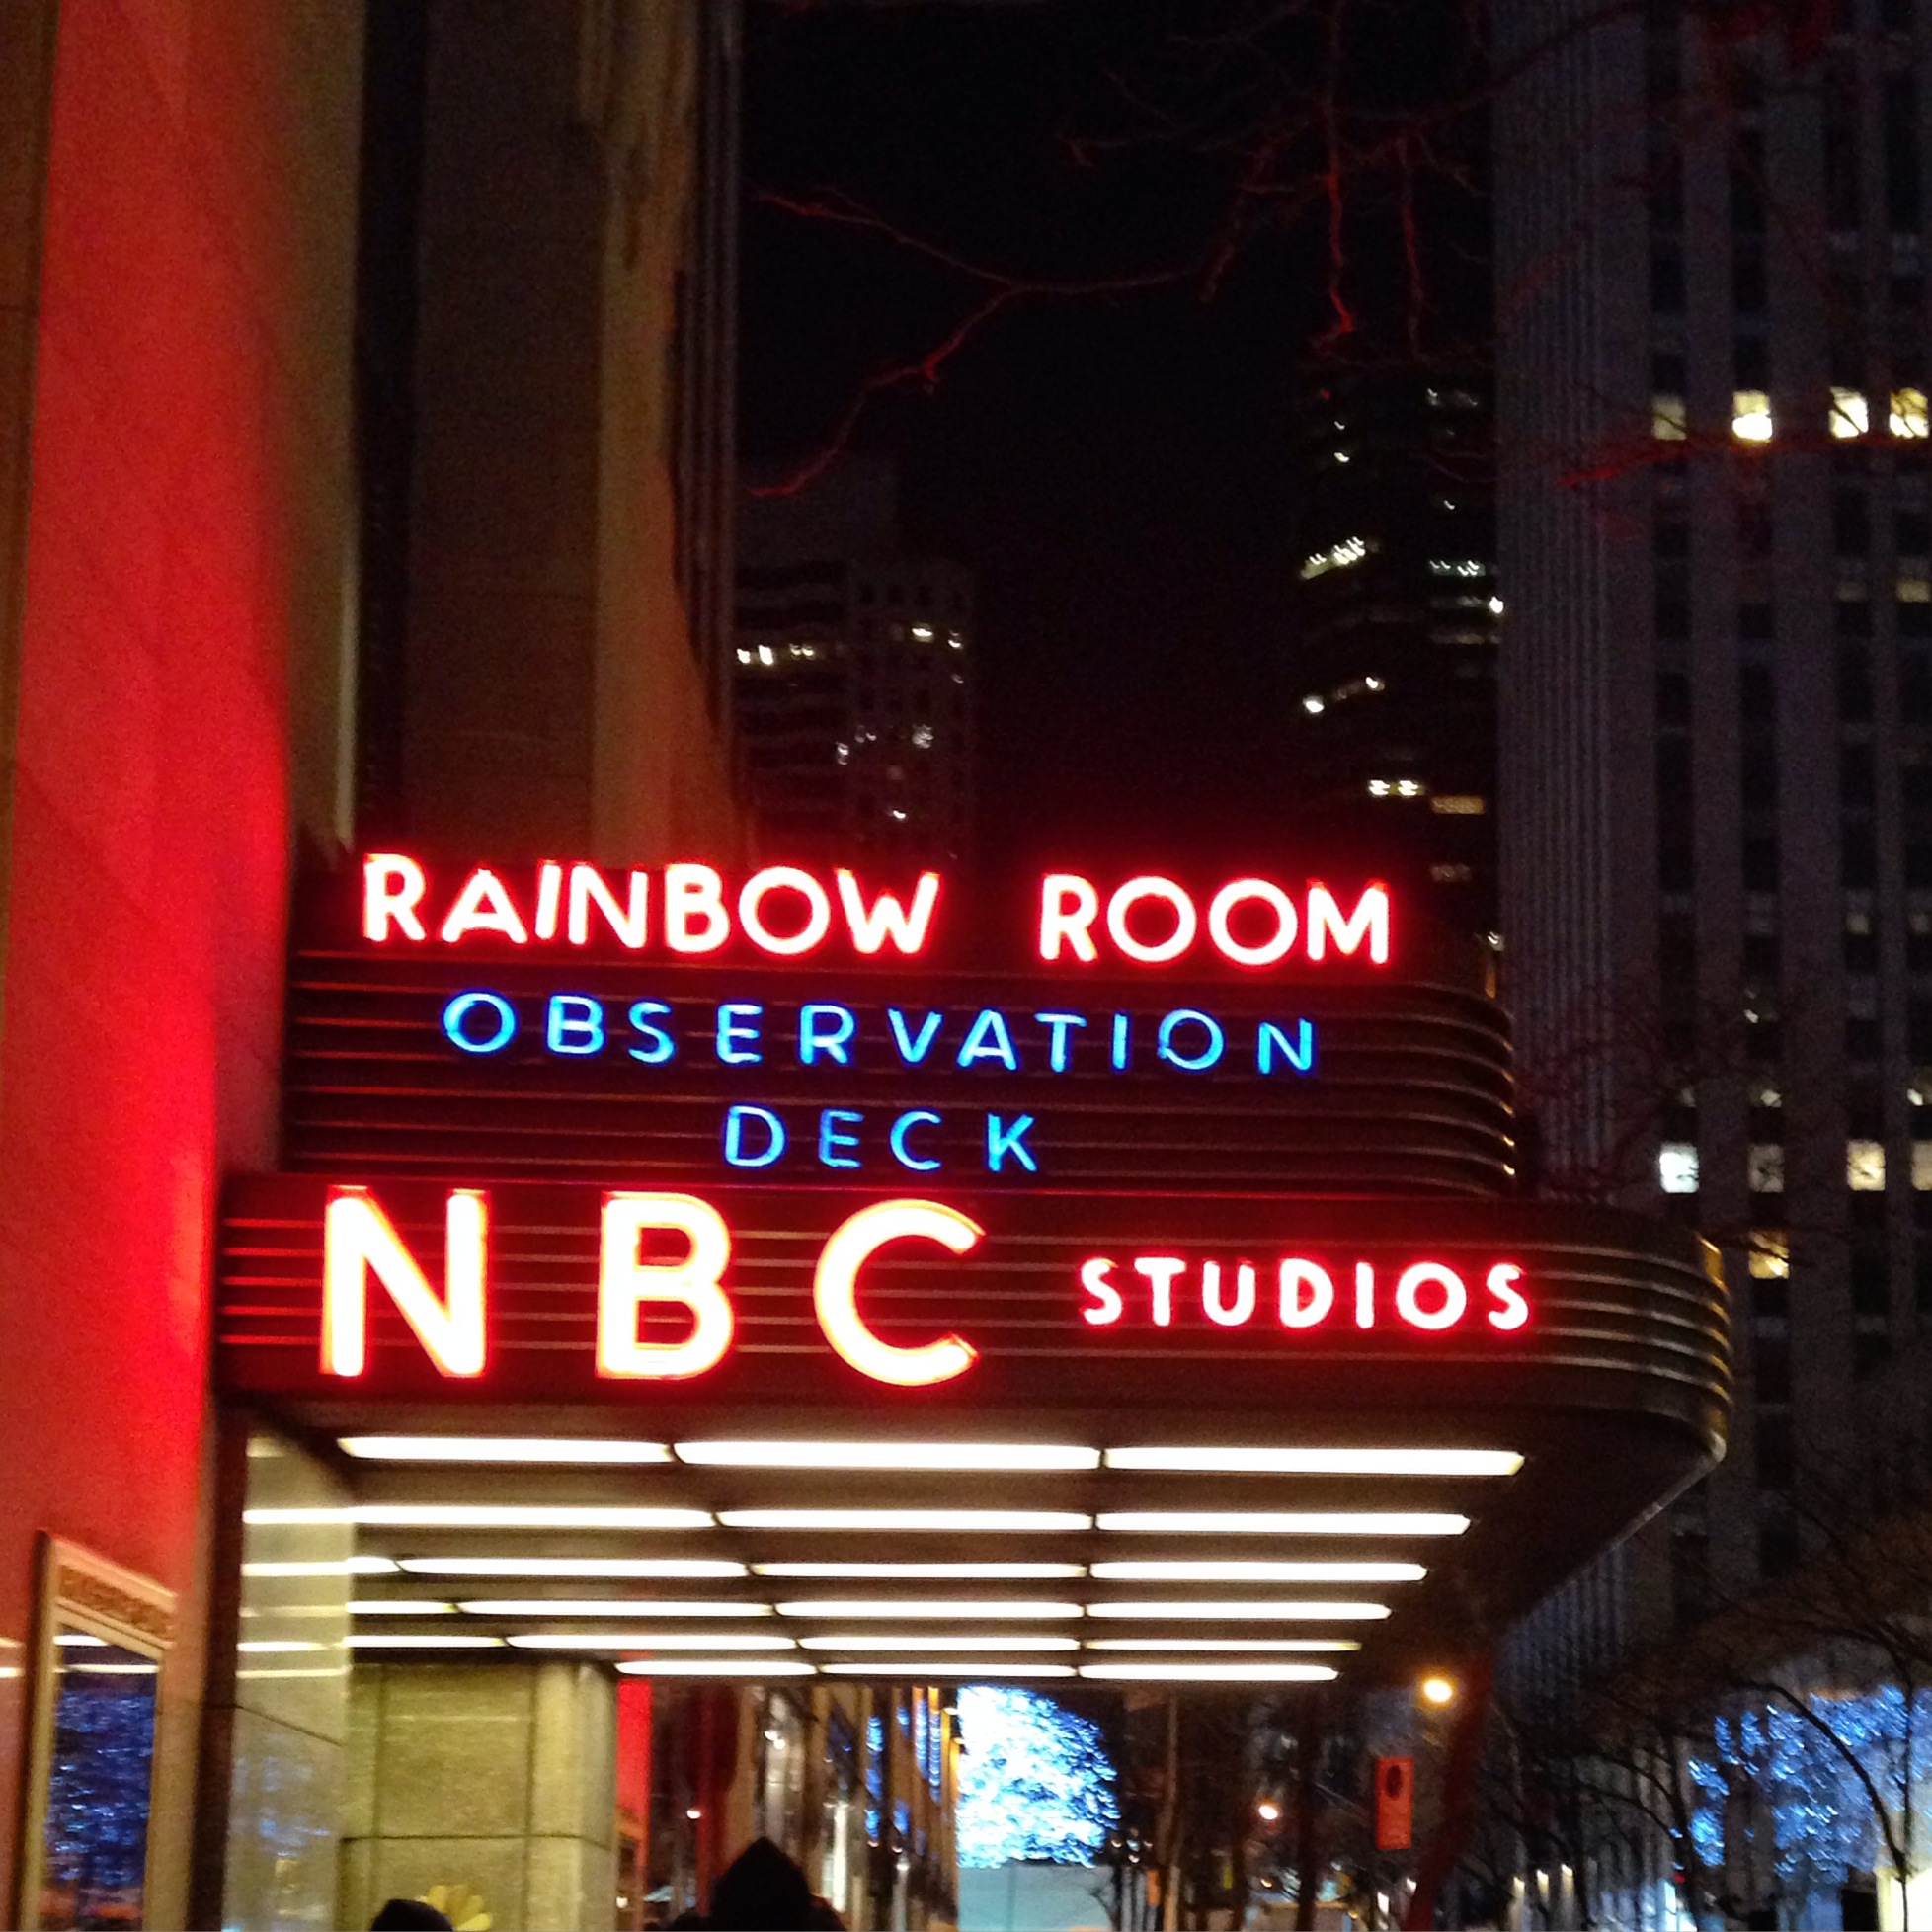 RAINBOW ROOM
OBSERVATION
DECK
NBC STUDIOS